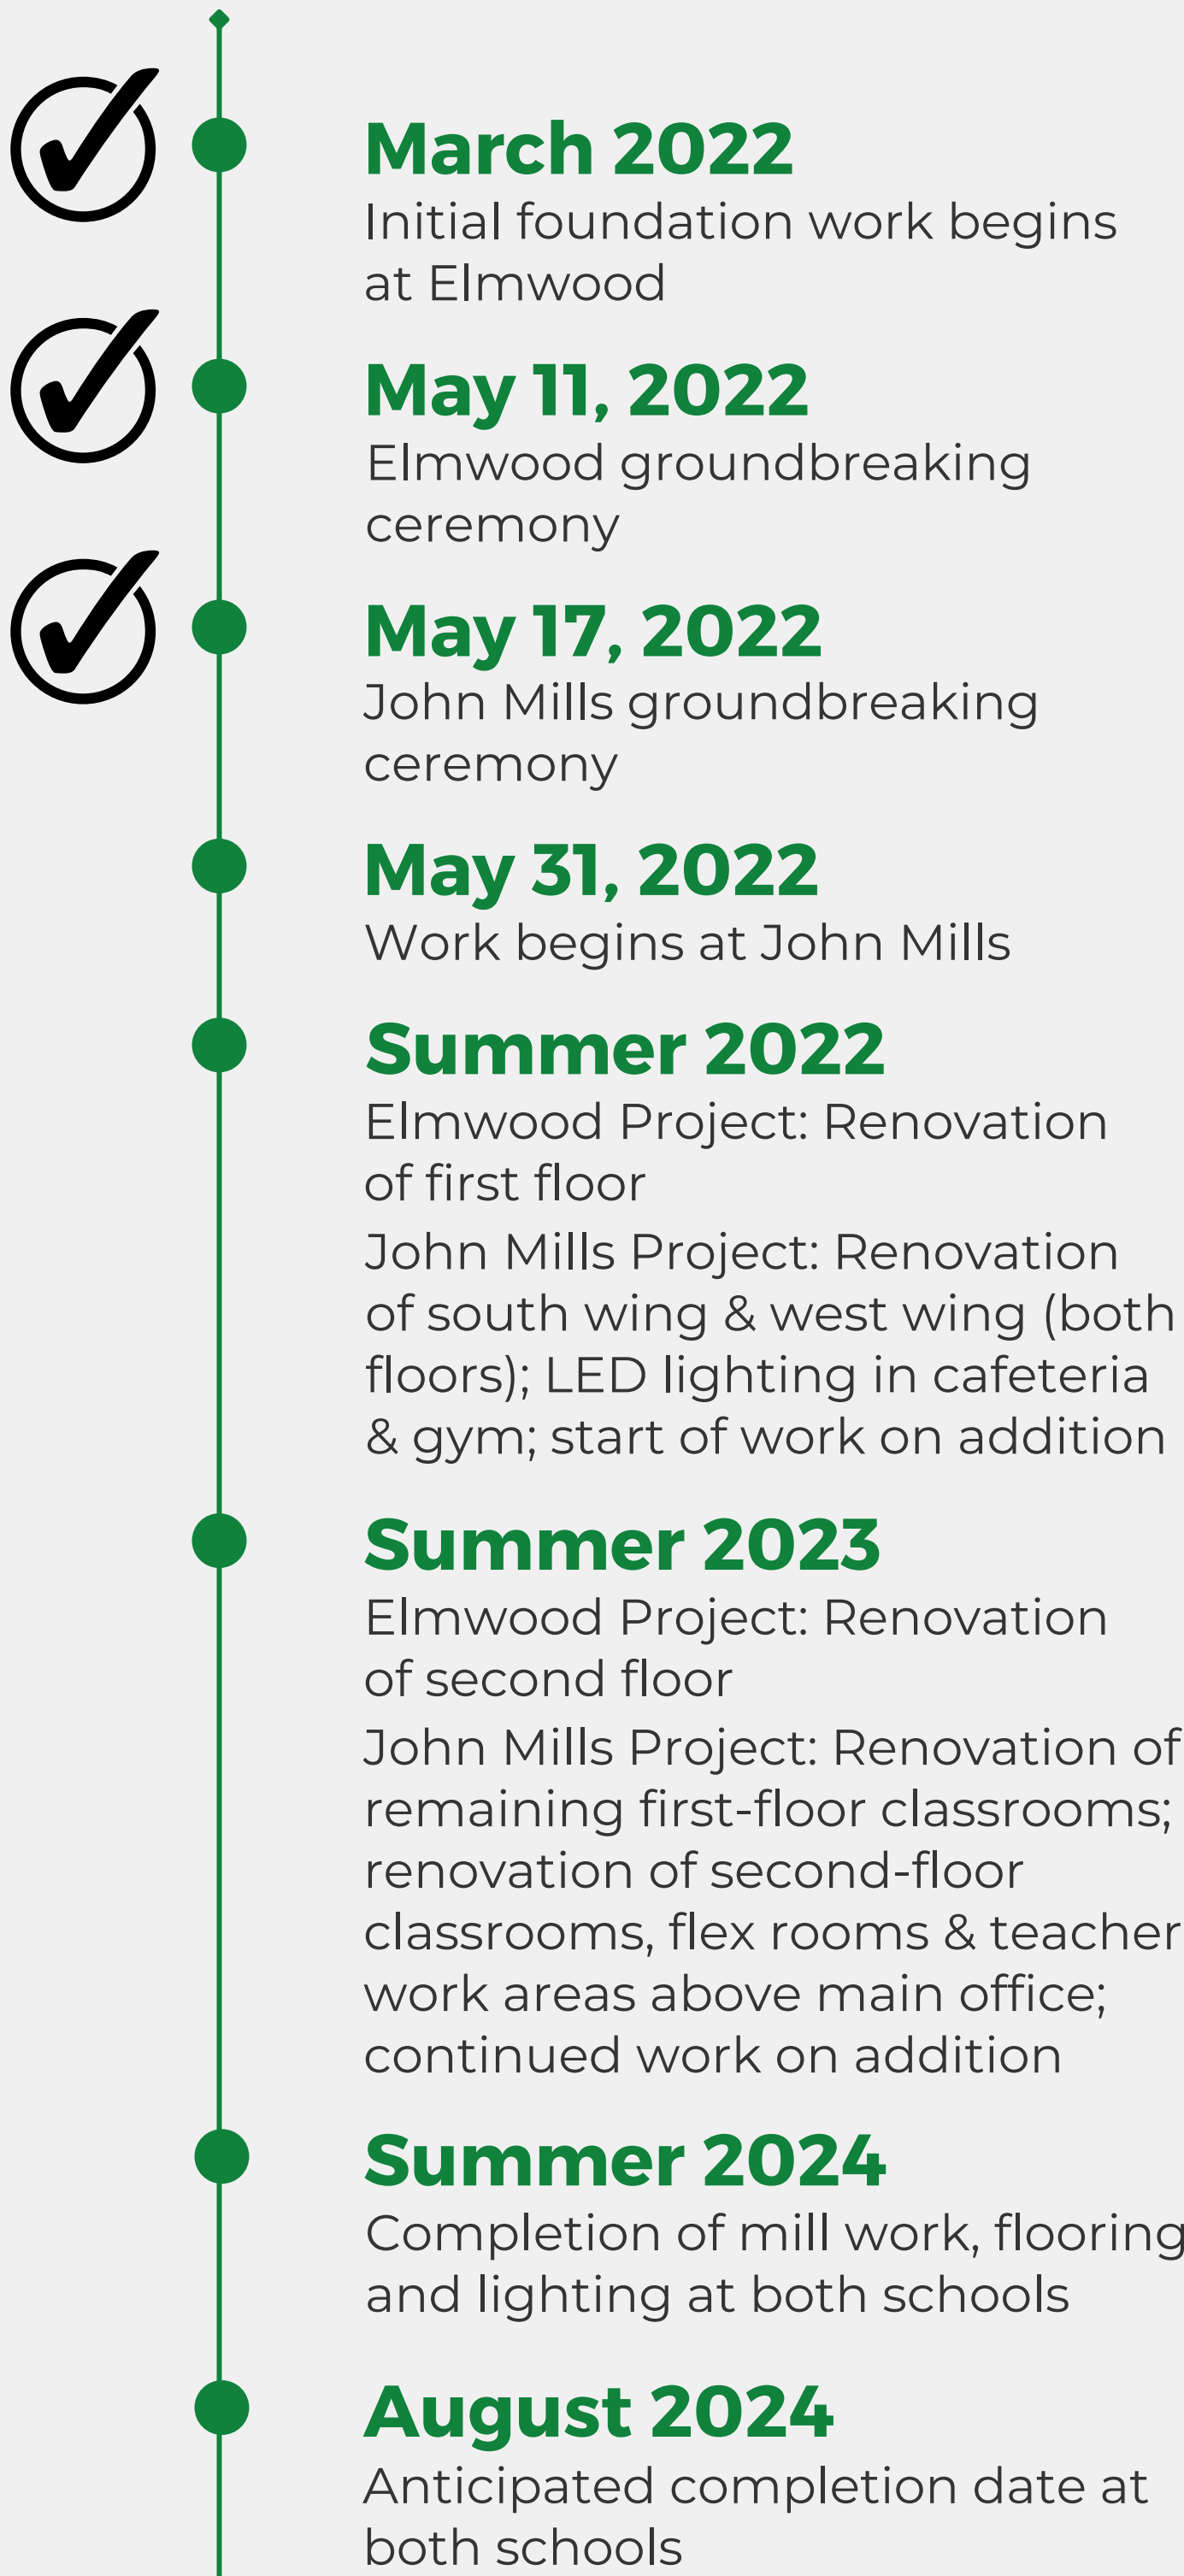 March 2022
Initial foundation work begins
at Elmwood
May 11, 2022
Elmwood groundbreaking
ceremony
May 17, 2022
John Mills groundbreaking
ceremony
May 31, 2022
Work begins at John Mills
Summer 2022
Elmwood Project: Renovation
of first floor
John Mills Project: Renovation
of south wing & west wing (both
floors); LED lighting in cafeteria
& gym; start of work on addition
Summer 2023
Elmwood Project: Renovation
of second floor
John Mills Project: Renovation of
remaining first-floor classrooms;
renovation of second-floor
classrooms, flex rooms & teacher
work areas above main office;
continued work on addition
Summer 2024
Completion of mill work, flooring
and lighting at both schools
August 2024
Anticipated completion date at
both schools